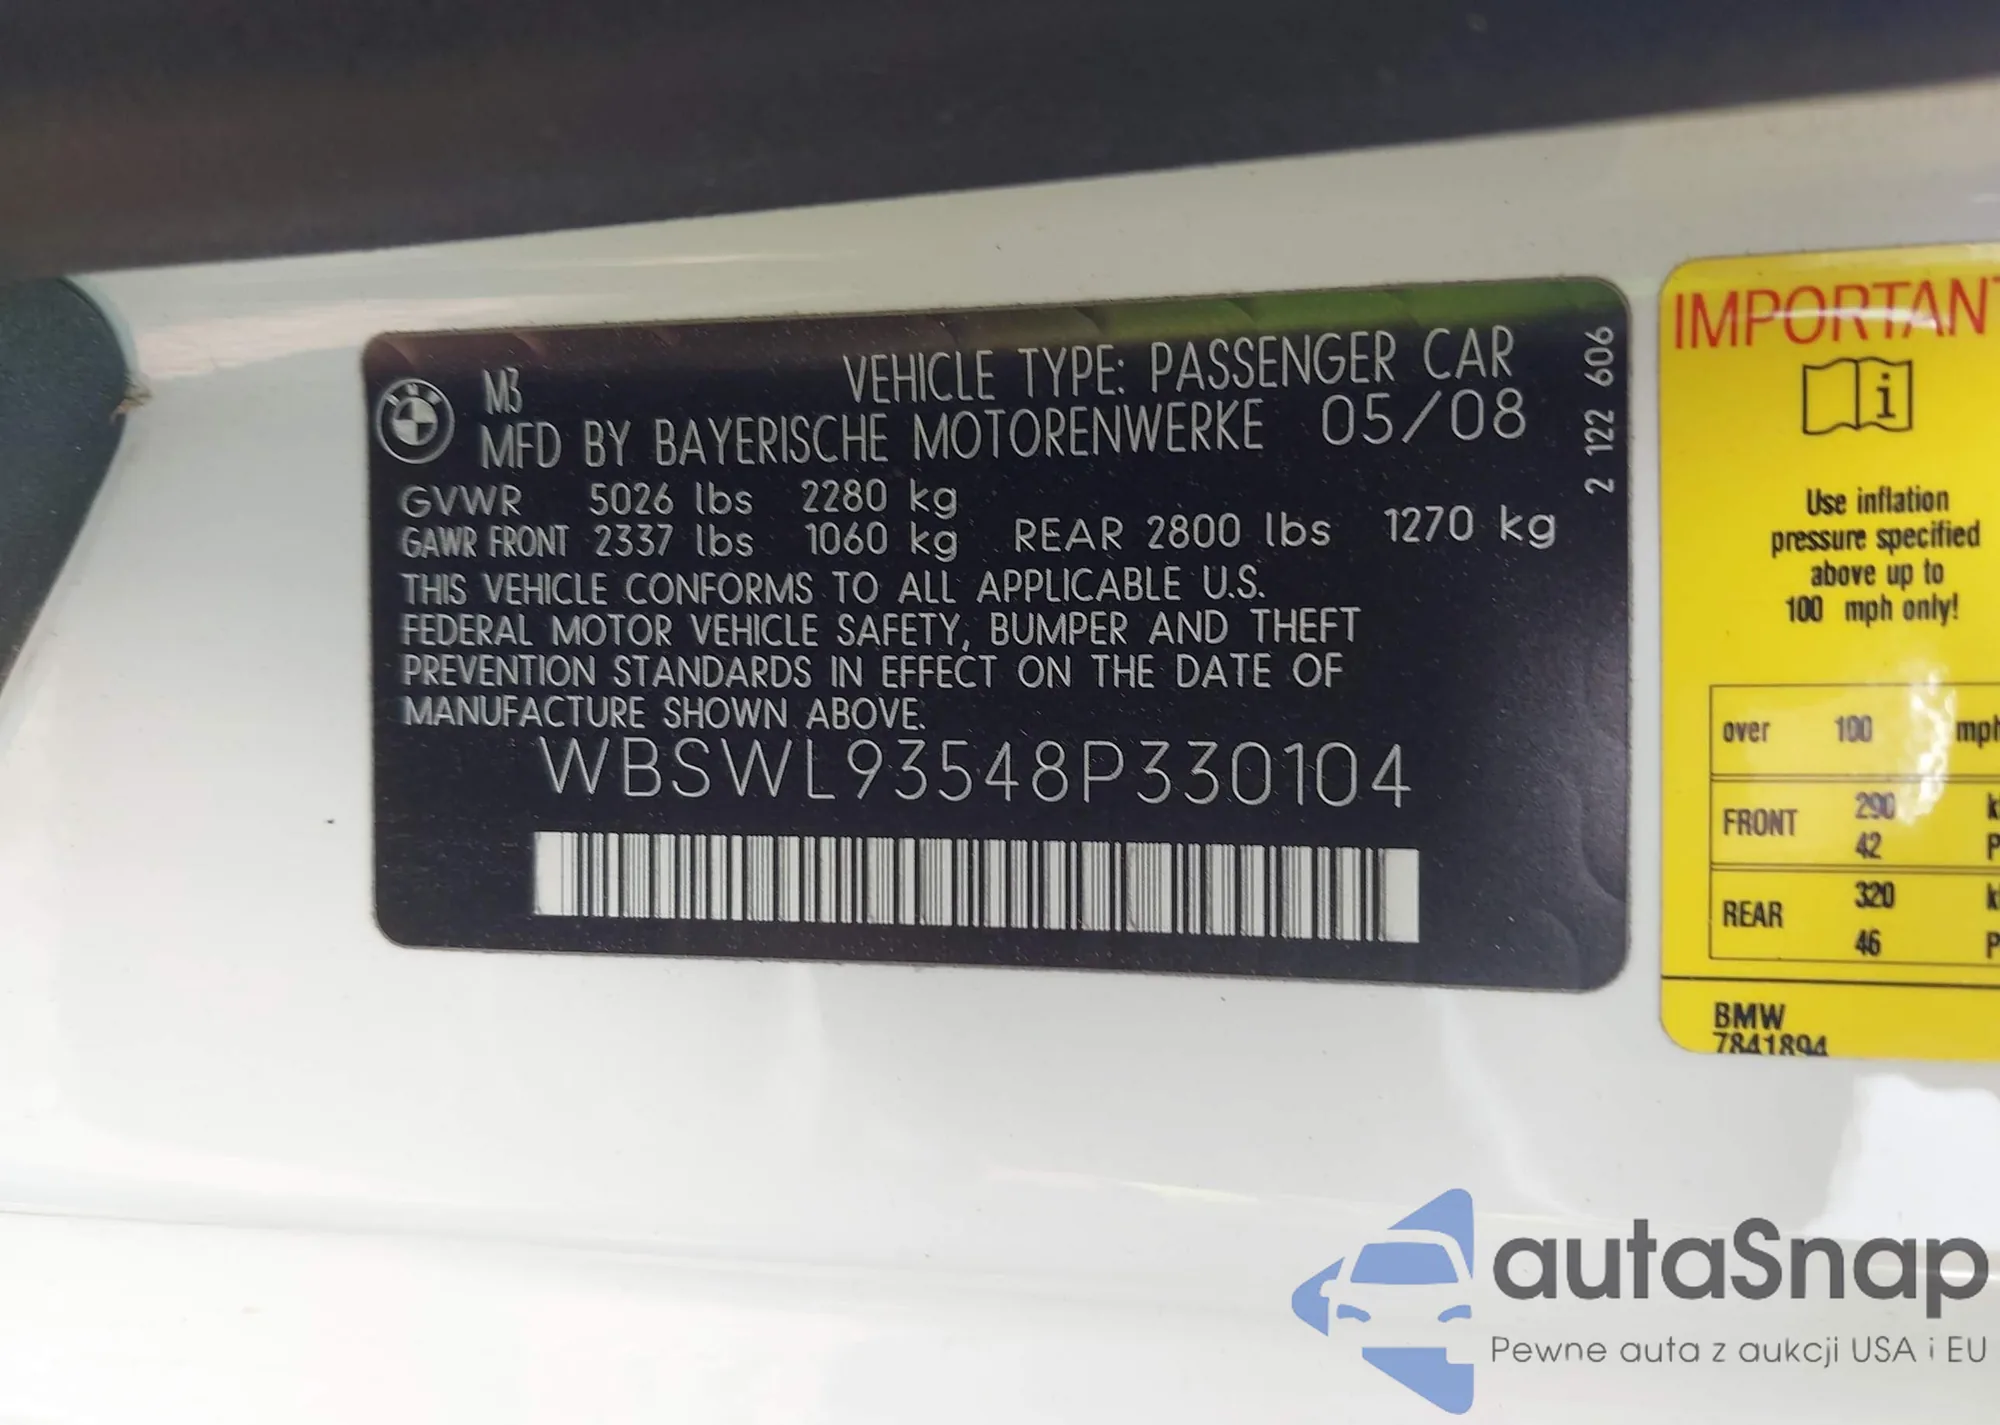 M3
VEHICLE TYPE: PASSENGER CAR
MFD BY BAYERISCHE MOTORENWERKE 05/08
GVWR 5026 lbs 2280 kg
GAWR FRONT 2337 lbs 1060 kg REAR 2800 lbs 1270 kg
THIS VEHICLE CONFORMS TO ALL APPLICABLE U.S.
FEDERAL MOTOR VEHICLE SAFETY, BUMPER AND THEFT
PREVENTION STANDARDS IN EFFECT ON THE DATE OF
MANUFACTURE SHOWN ABOVE.
WBSWL93548P330104
2 122 606
IMPORTANT
Use inflation
pressure specified
above up to
100 mph only!
over 100 mph
FRONT 290
42
REAR 320
46
BMW
7841894
autaSnap
Pewne auta z aukcji USA i EU